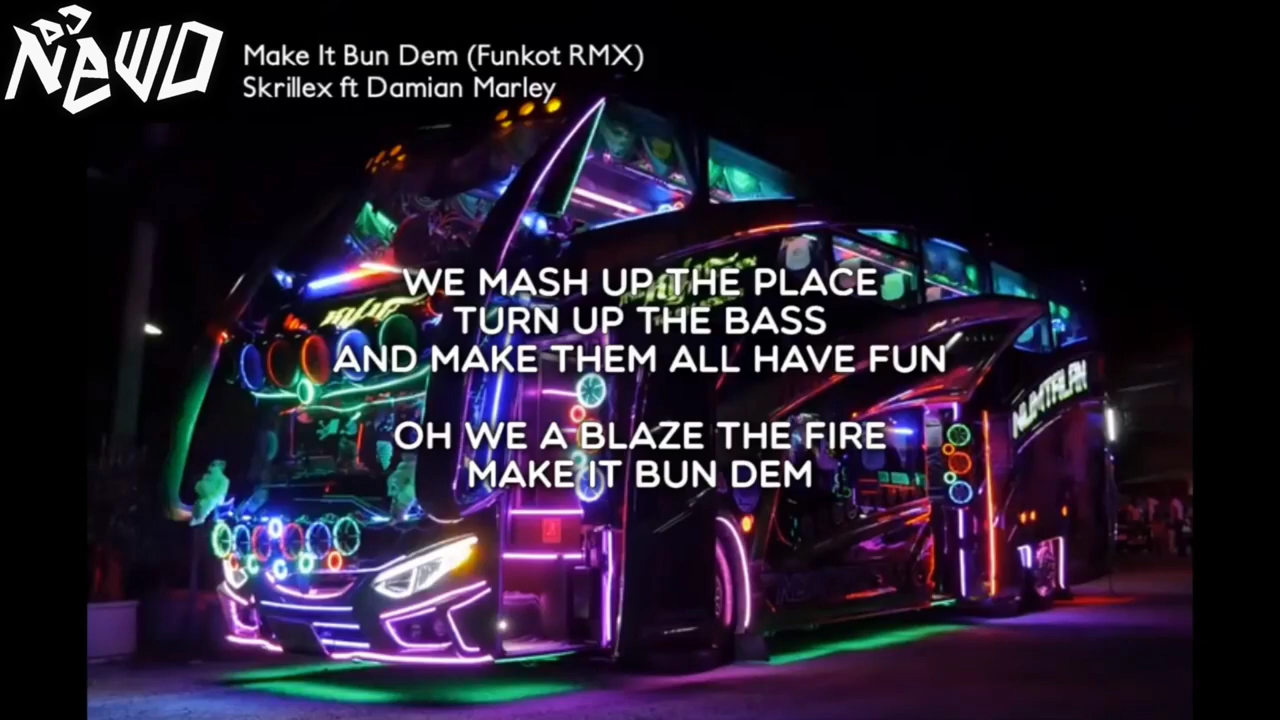 DJ NEWO
Make It Bun Dem (Funkot RMX)
Skrillex ft Damian Marley
WE MASH UP THE PLACE
TURN UP THE BASS
AND MAKE THEM ALL HAVE FUN
OH WE A BLAZE THE FIRE
MAKE IT BUN DEM